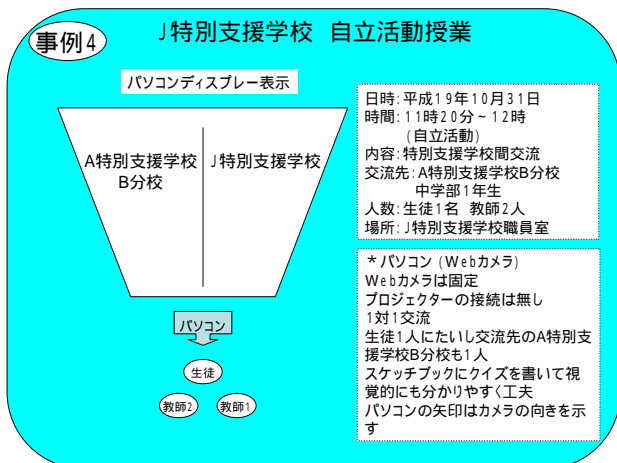 事例4
J特別支援学校 自立活動授業
パソコンディスプレー表示
A特別支援学校
B分校
J特別支援学校
パソコン
生徒
教師2
教師1
日時:平成19年10月31日
時間:11時20分~12時
(自立活動)
内容:特別支援学校間交流
交流先:A特別支援学校B分校
中学部1年生
人数:生徒1名 教師2人
場所:J特別支援学校職員室
*パソコン(Webカメラ)
Webカメラは固定
プロジェクターの接続は無し
1対1交流
生徒1人にたいし交流先のA特別支
援学校B分校も1人
スケッチブックにクイズを書いて視
覚的にも分かりやすく工夫
パソコンの矢印はカメラの向きを示
す